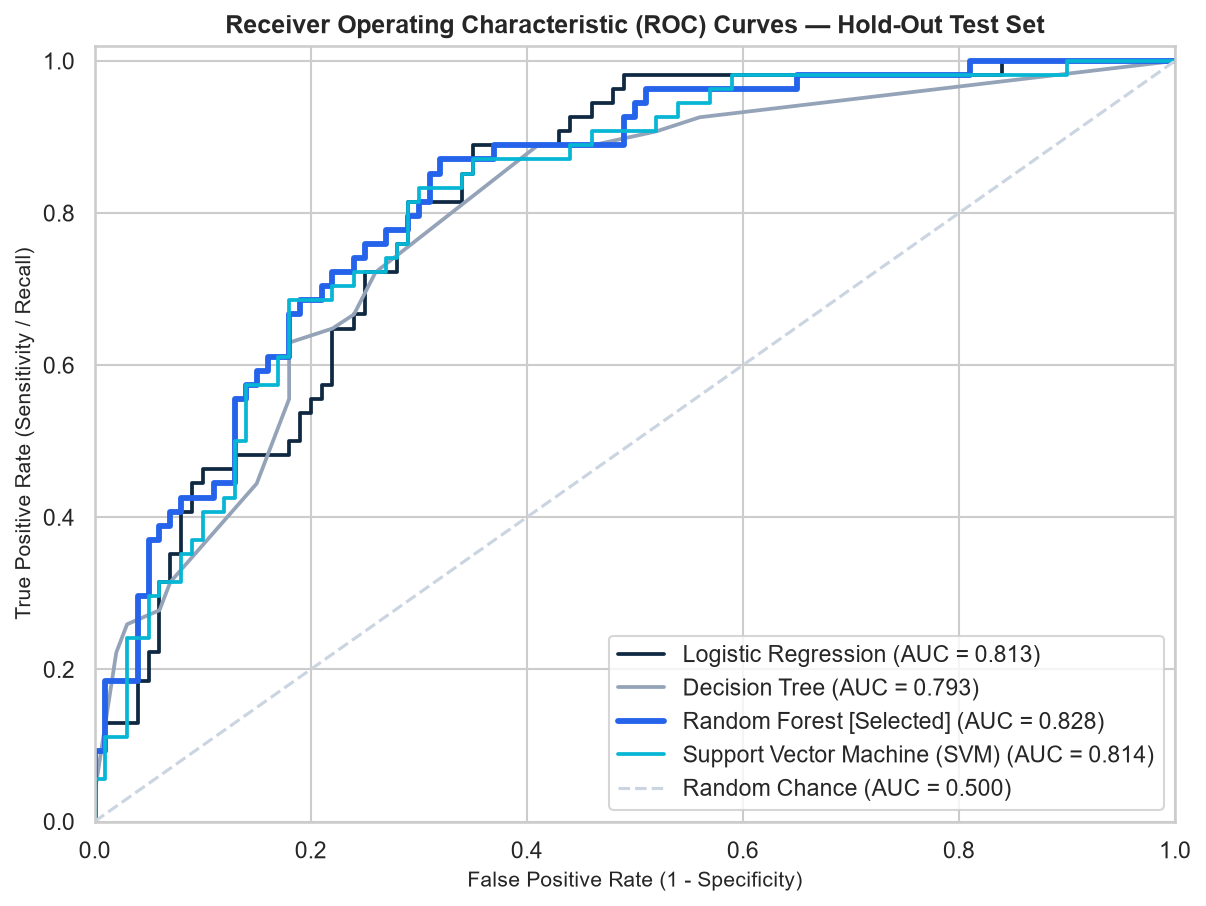 Receiver Operating Characteristic (ROC) Curves — Hold-Out Test Set
True Positive Rate (Sensitivity / Recall)
1.0
0.8
0.6
0.4
0.2
0.0
Logistic Regression (AUC = 0.813)
Decision Tree (AUC = 0.793)
Random Forest [Selected] (AUC = 0.828)
Support Vector Machine (SVM) (AUC = 0.814)
Random Chance (AUC = 0.500)
0.0 0.2 0.4 0.6 0.8 1.0
False Positive Rate (1 - Specificity)